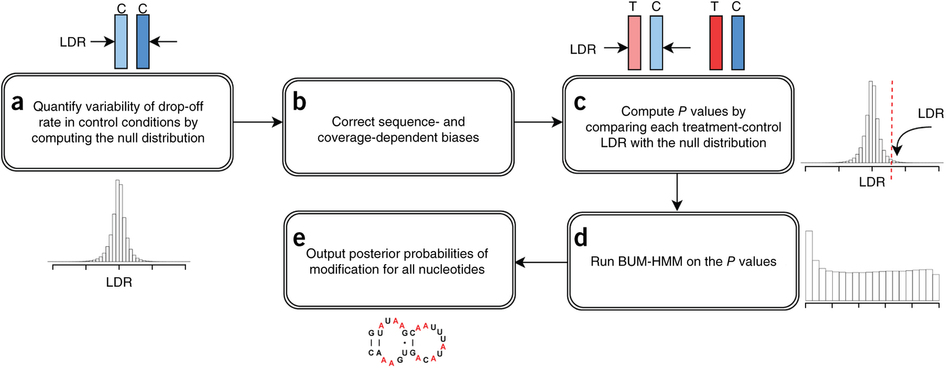 C C
LDR
a
Quantify variability of drop-off
rate in control conditions by
computing the null distribution
LDR
b
Correct sequence- and
coverage-dependent biases
T C T C
LDR
c
Compute P values by
comparing each treatment-control
LDR with the null distribution
LDR
LDR
d
Run BUM-HMM on the P values
e
Output posterior probabilities of
modification for all nucleotides